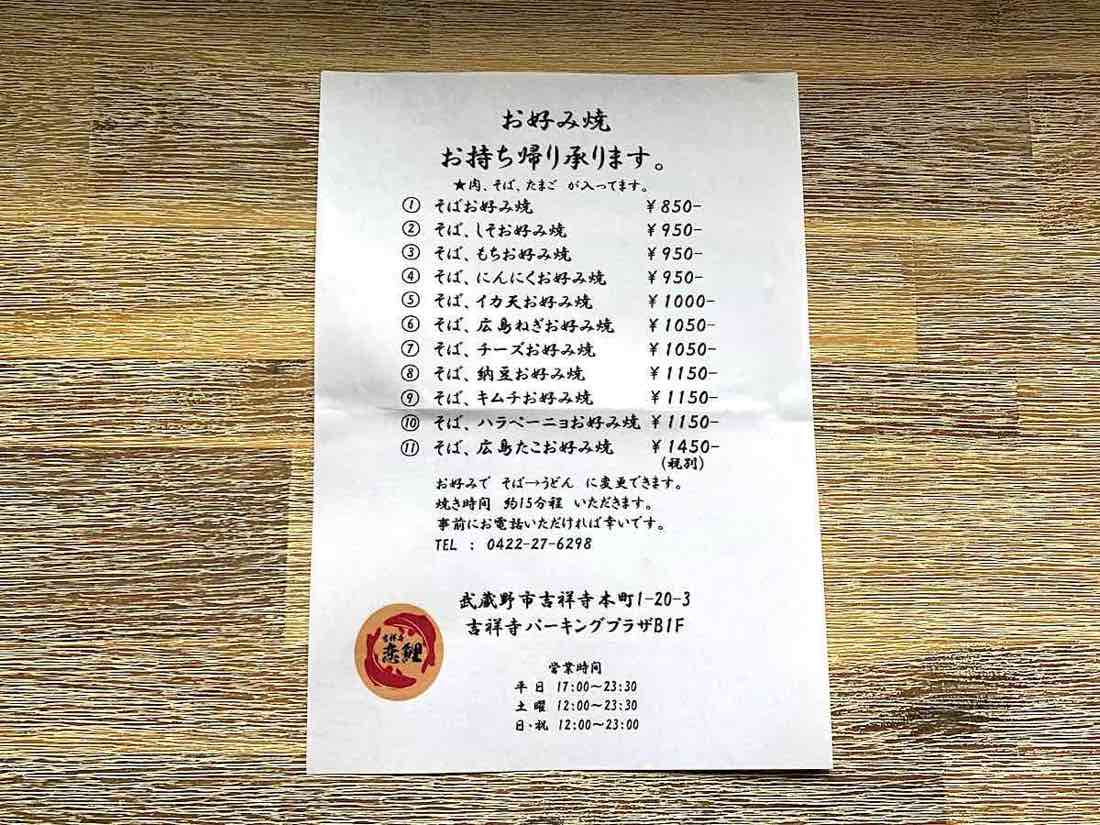 お好み焼
お持ち帰り承ります。
★肉、そば、たまご が入ってます。
① そばお好み焼 ¥850-
② そば、しそお好み焼 ¥950-
③ そば、もちお好み焼 ¥950-
④ そば、にんにくお好み焼 ¥950-
⑤ そば、イカ天お好み焼 ¥1000-
⑥ そば、広島ねぎお好み焼 ¥1050-
⑦ そば、チーズお好み焼 ¥1050-
⑧ そば、納豆お好み焼 ¥1150-
⑨ そば、キムチお好み焼 ¥1150-
⑩ そば、ハラペーニョお好み焼 ¥1150-
⑪ そば、広島たこお好み焼 ¥1450-
(税別)
お好みで そば→うどん に変更できます。
焼き時間 約15分程 いただきます。
事前にお電話いただければ幸いです。
TEL : 0422-27-6298
武蔵野市吉祥寺本町1-20-3
吉祥寺パーキングプラザB1F
吉祥寺
恋鯉
営業時間
平日 17:00〜23:30
土曜 12:00〜23:30
日・祝 12:00〜23:00